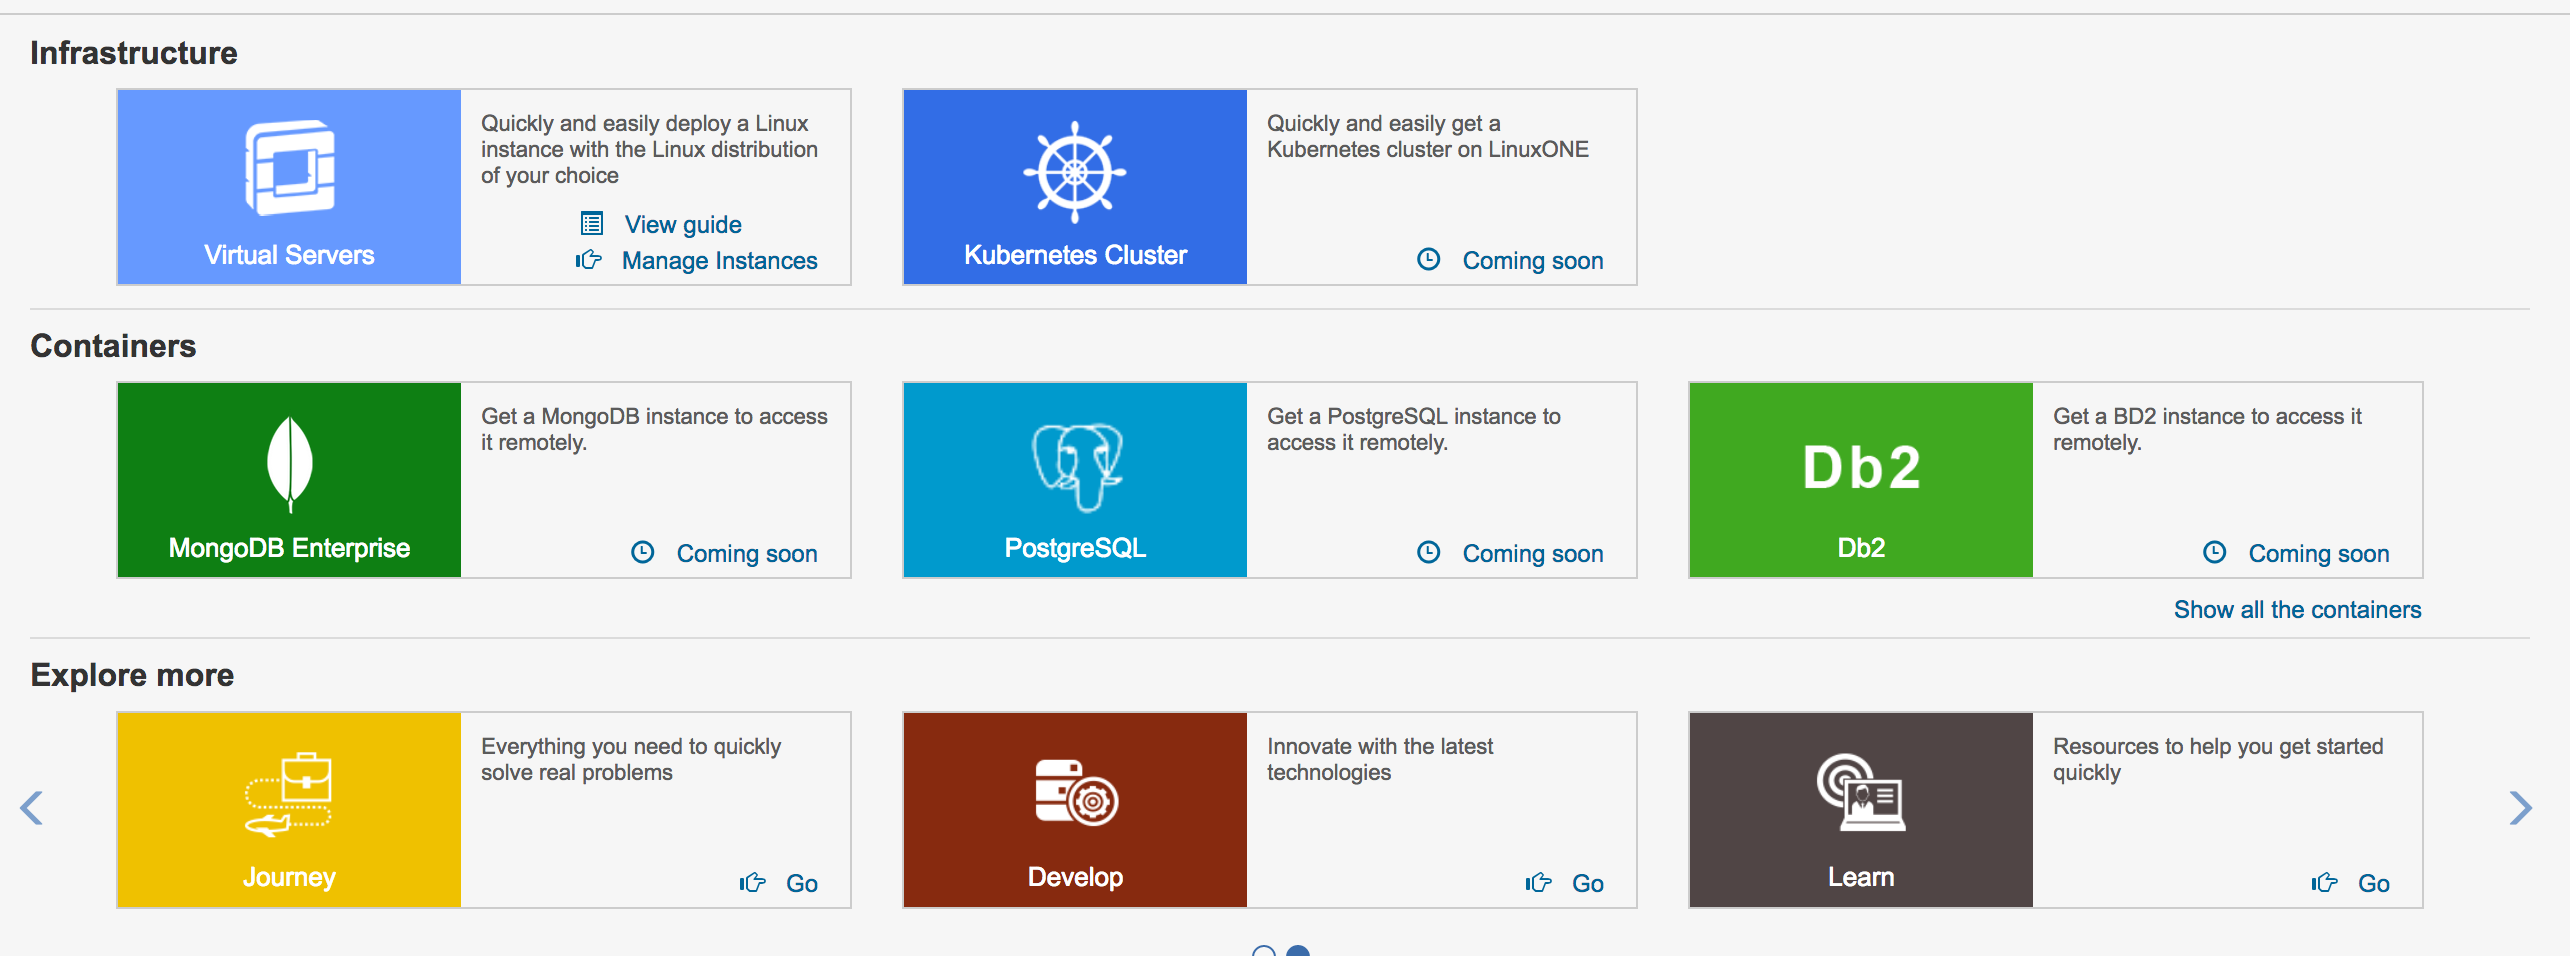 Infrastructure
Quickly and easily deploy a Linux
instance with the Linux distribution
of your choice
View guide
Manage Instances
Virtual Servers
Quickly and easily get a
Kubernetes cluster on LinuxONE
Coming soon
Kubernetes Cluster
Containers
Get a MongoDB instance to access
it remotely.
Coming soon
MongoDB Enterprise
Get a PostgreSQL instance to
access it remotely.
Coming soon
PostgreSQL
Db2
Get a BD2 instance to access it
remotely.
Coming soon
Db2
Show all the containers
Explore more
Everything you need to quickly
solve real problems
Go
Journey
Innovate with the latest
technologies
Go
Develop
Resources to help you get started
quickly
Go
Learn